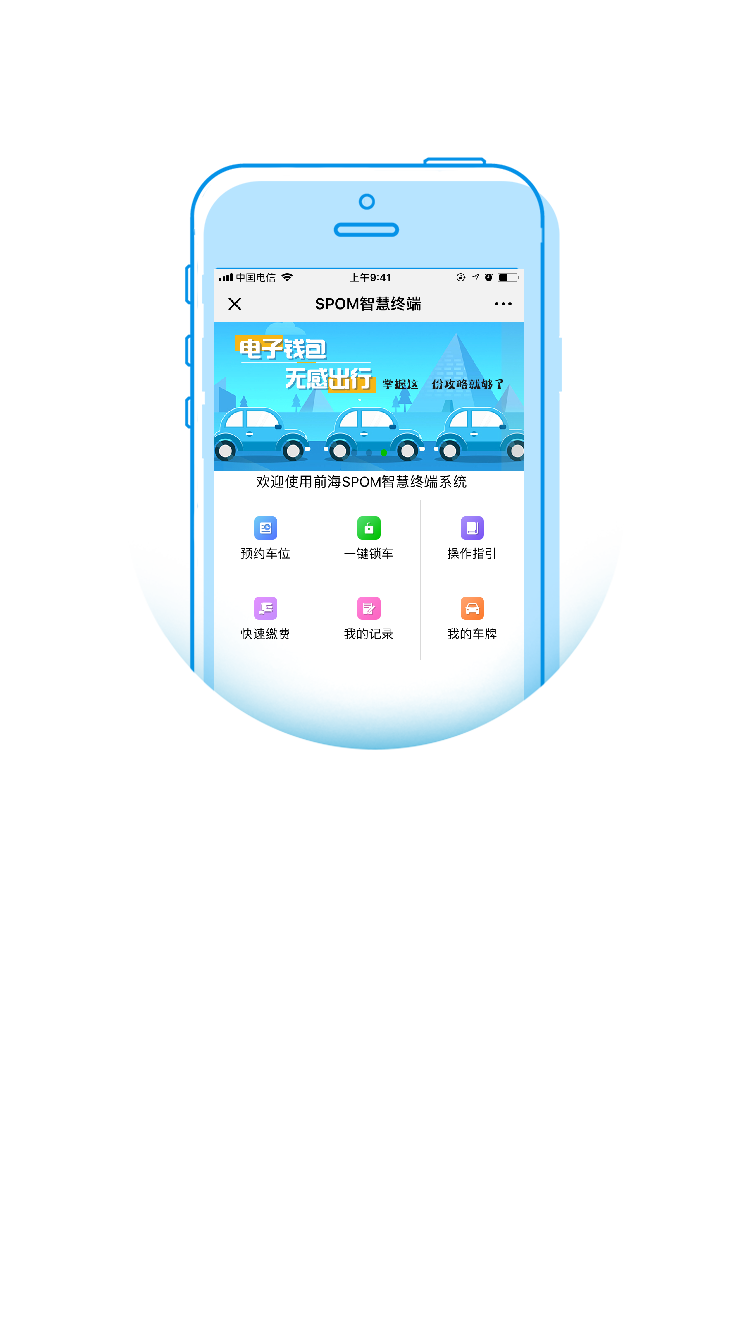 中国电信 上午9:41
SPOM智慧终端
电子钱包
无感出行 掌握这一份攻略就够了
欢迎使用前海SPOM智慧终端系统
预约车位 一键锁车 操作指引
快速缴费 我的记录 我的车牌